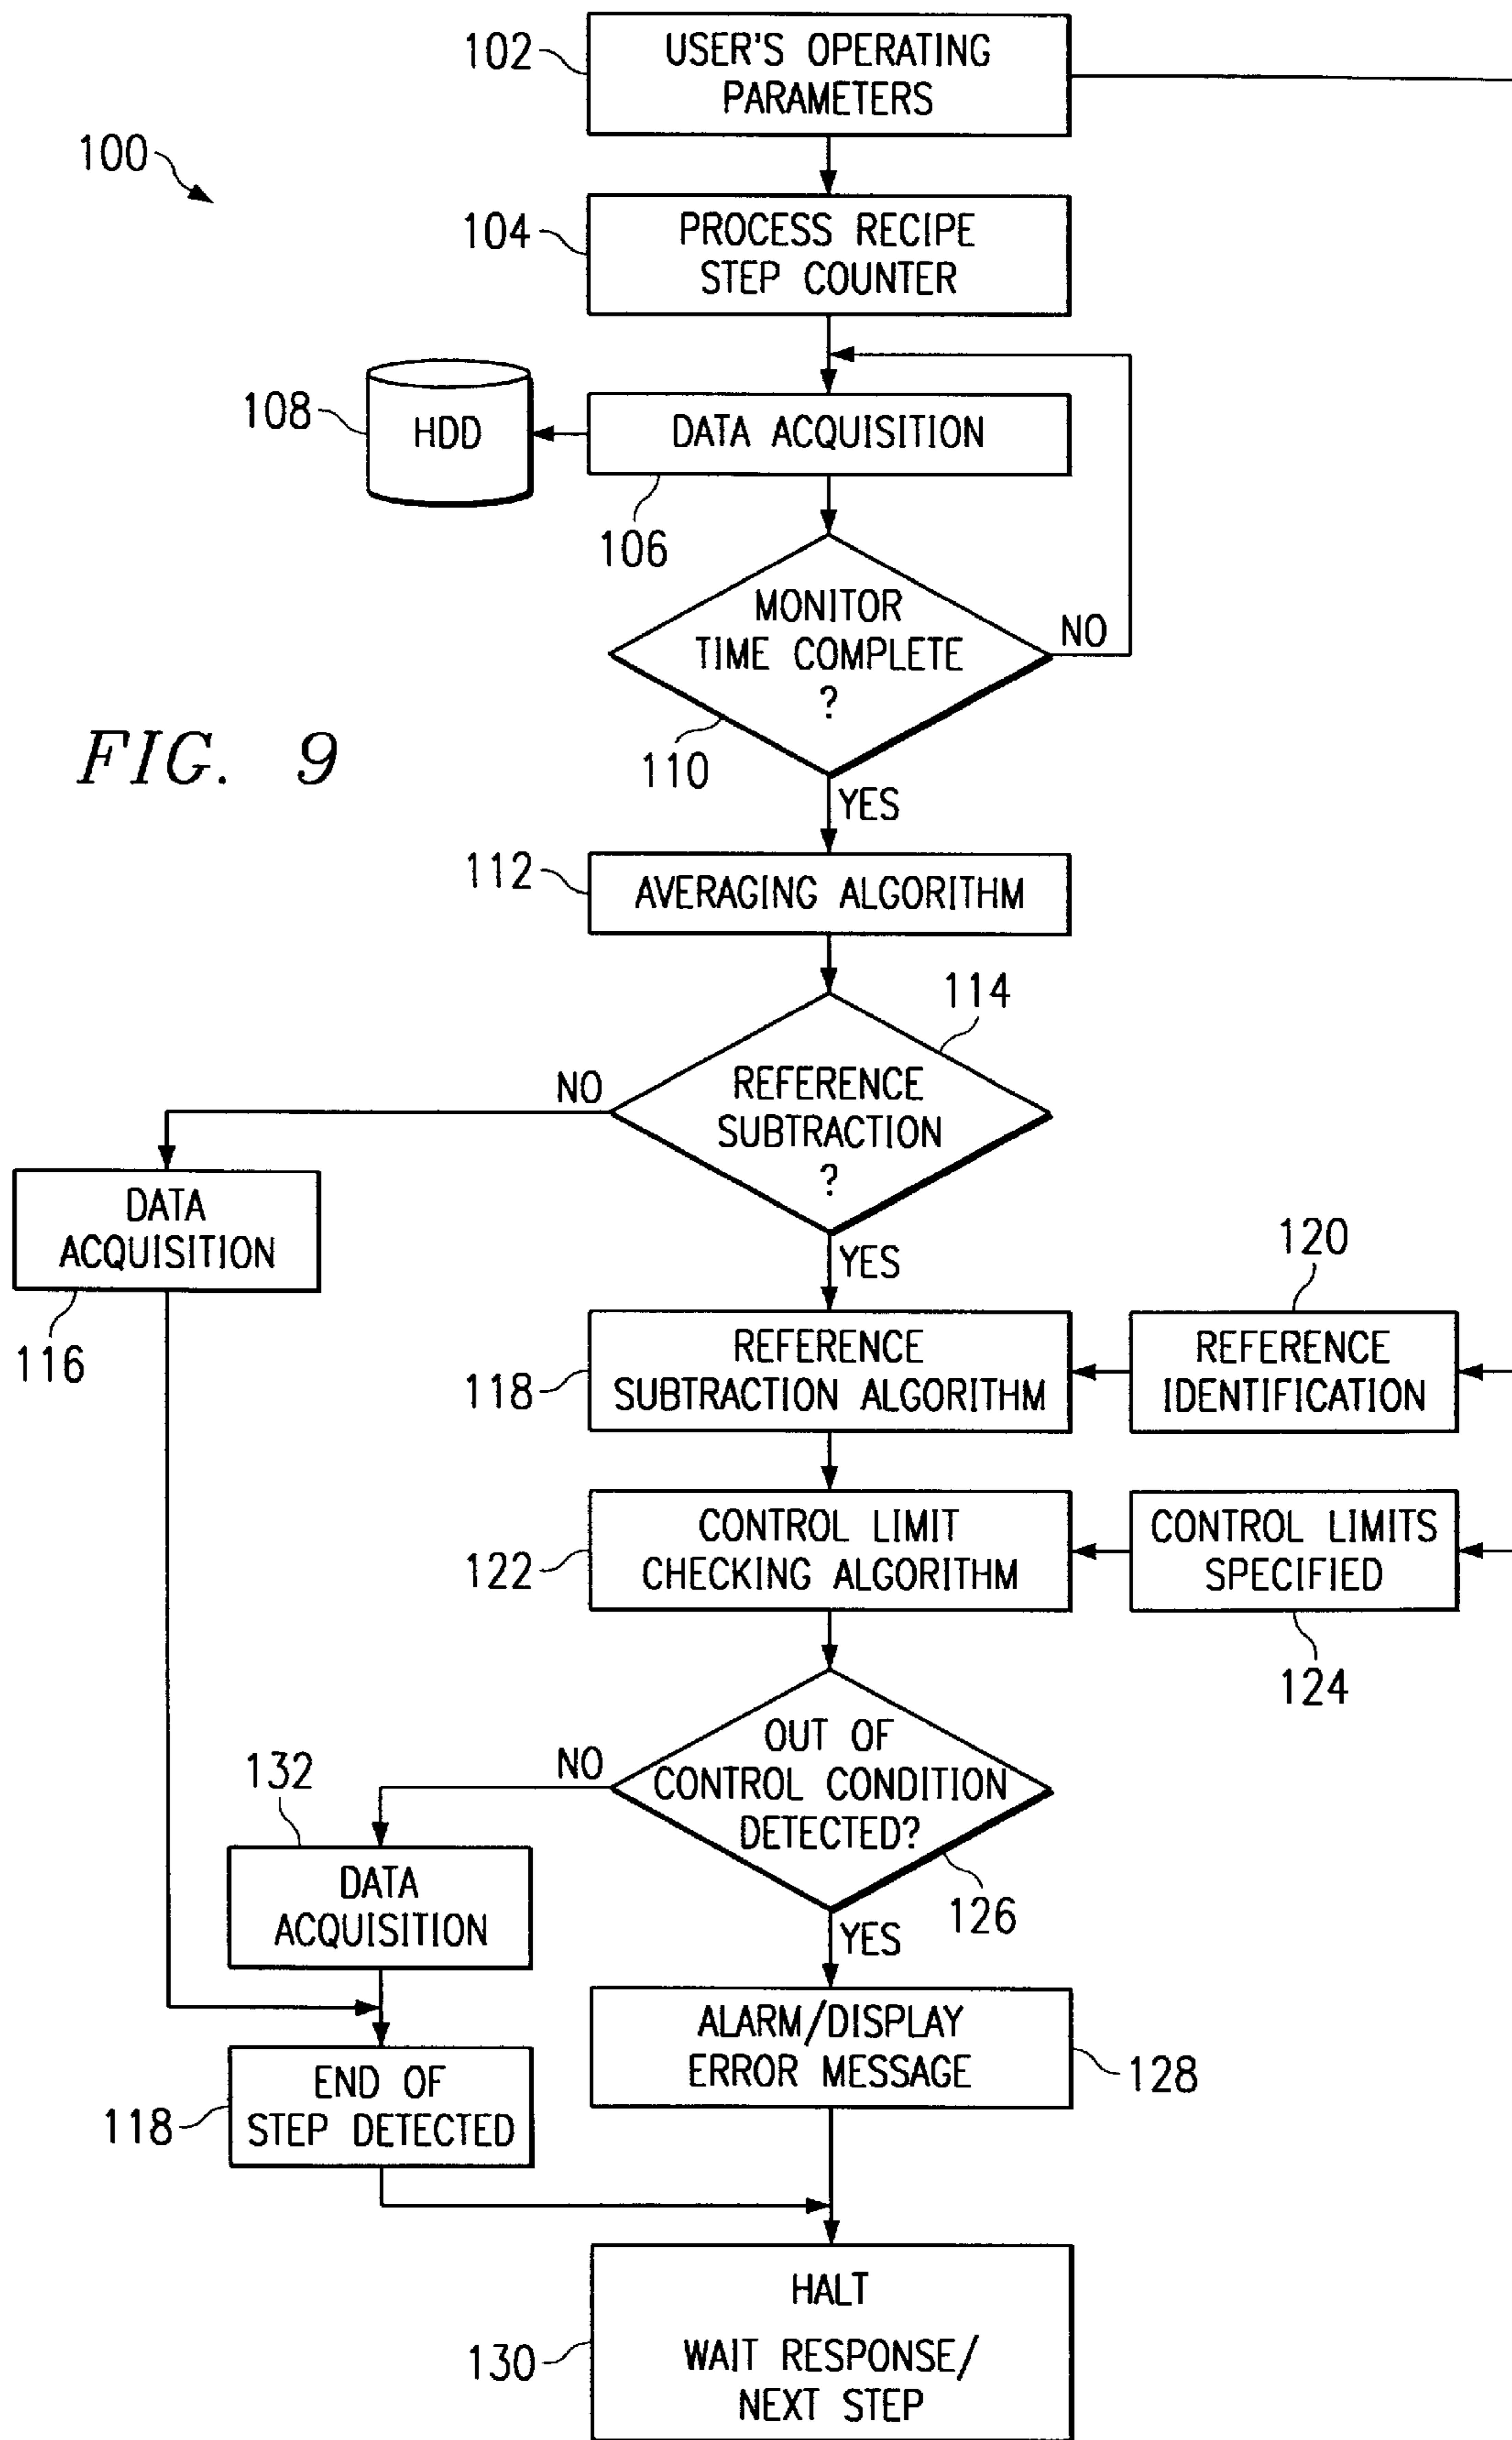 102
USER'S OPERATING
PARAMETERS
100
104
PROCESS RECIPE
STEP COUNTER
108
HDD
DATA ACQUISITION
106
MONITOR
TIME COMPLETE
?
NO
110
FIG. 9
YES
112
AVERAGING ALGORITHM
114
NO
REFERENCE
SUBTRACTION
?
DATA
ACQUISITION
116
YES
120
118
REFERENCE
SUBTRACTION ALGORITHM
REFERENCE
IDENTIFICATION
122
CONTROL LIMIT
CHECKING ALGORITHM
CONTROL LIMITS
SPECIFIED
124
NO
OUT OF
CONTROL CONDITION
DETECTED?
126
132
DATA
ACQUISITION
YES
ALARM/DISPLAY
ERROR MESSAGE
128
118
END OF
STEP DETECTED
130
HALT
WAIT RESPONSE/
NEXT STEP